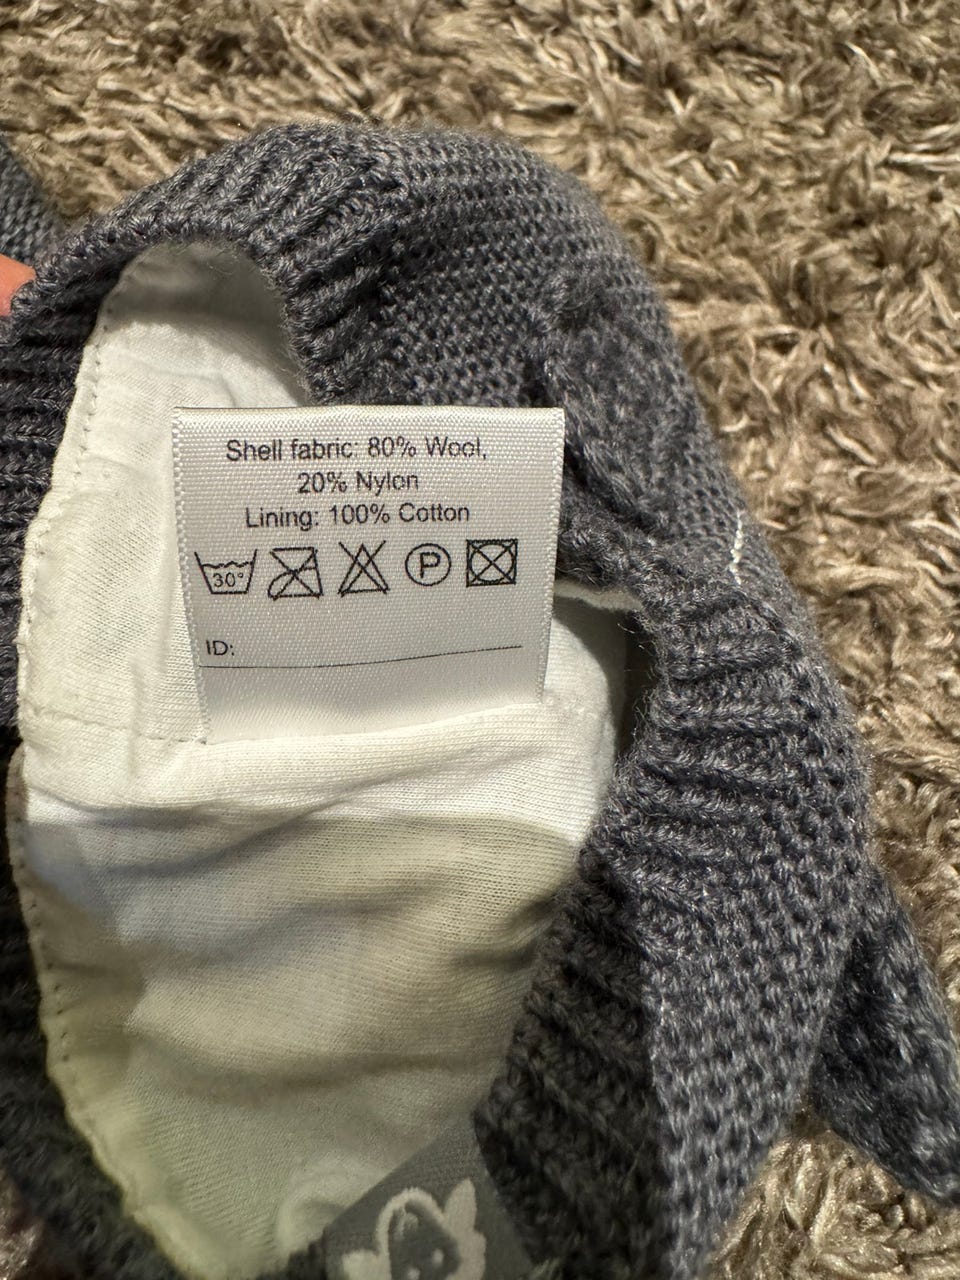 Shell fabric: 80% Wool,
20% Nylon
Lining: 100% Cotton
30° P
ID: